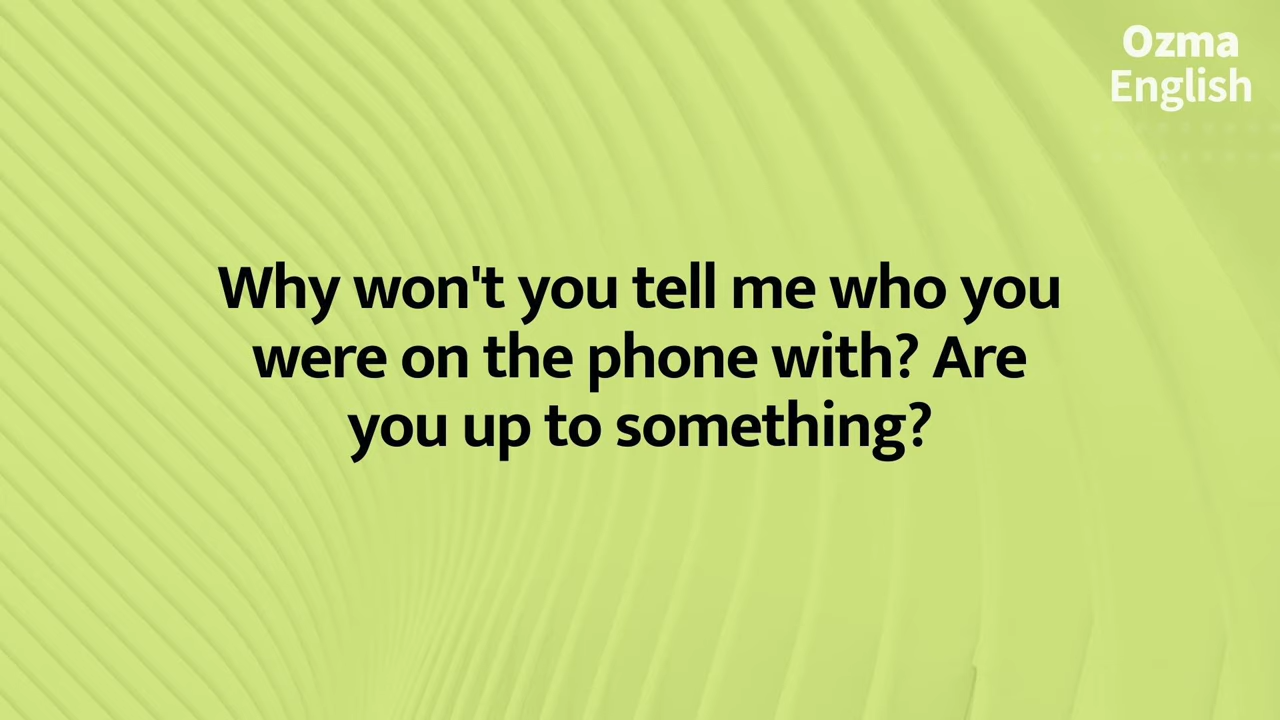 Ozma
English
Why won't you tell me who you
were on the phone with? Are
you up to something?